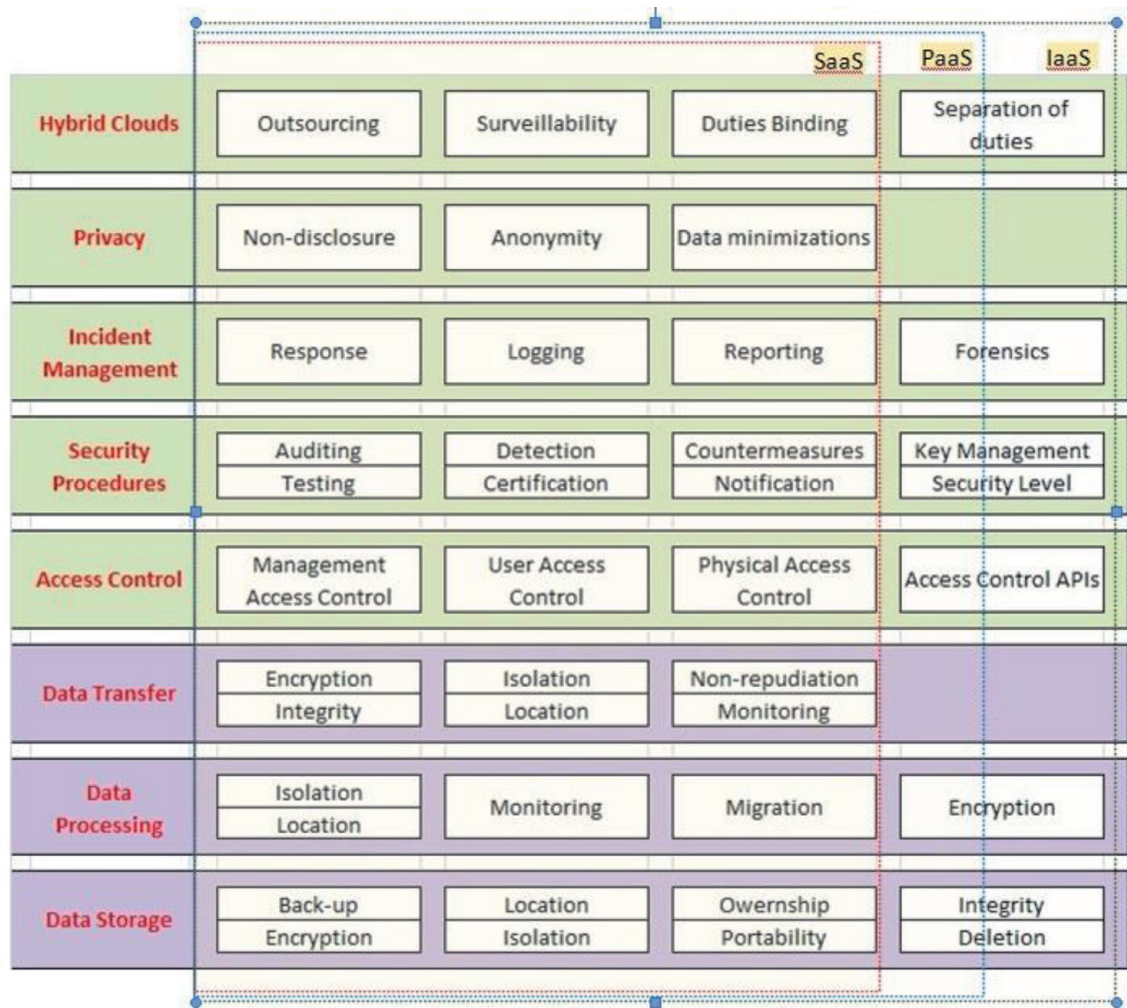 SaaS PaaS IaaS
Hybrid Clouds
Outsourcing
Surveillability
Duties Binding
Separation of
duties
Privacy
Non-disclosure
Anonymity
Data minimizations
Incident
Management
Response
Logging
Reporting
Forensics
Security
Procedures
Auditing
Testing
Detection
Certification
Countermeasures
Notification
Key Management
Security Level
Access Control
Management
Access Control
User Access
Control
Physical Access
Control
Access Control APIs
Data Transfer
Encryption
Integrity
Isolation
Location
Non-repudiation
Monitoring
Data
Processing
Isolation
Location
Monitoring
Migration
Encryption
Data Storage
Back-up
Encryption
Location
Isolation
Owernship
Portability
Integrity
Deletion